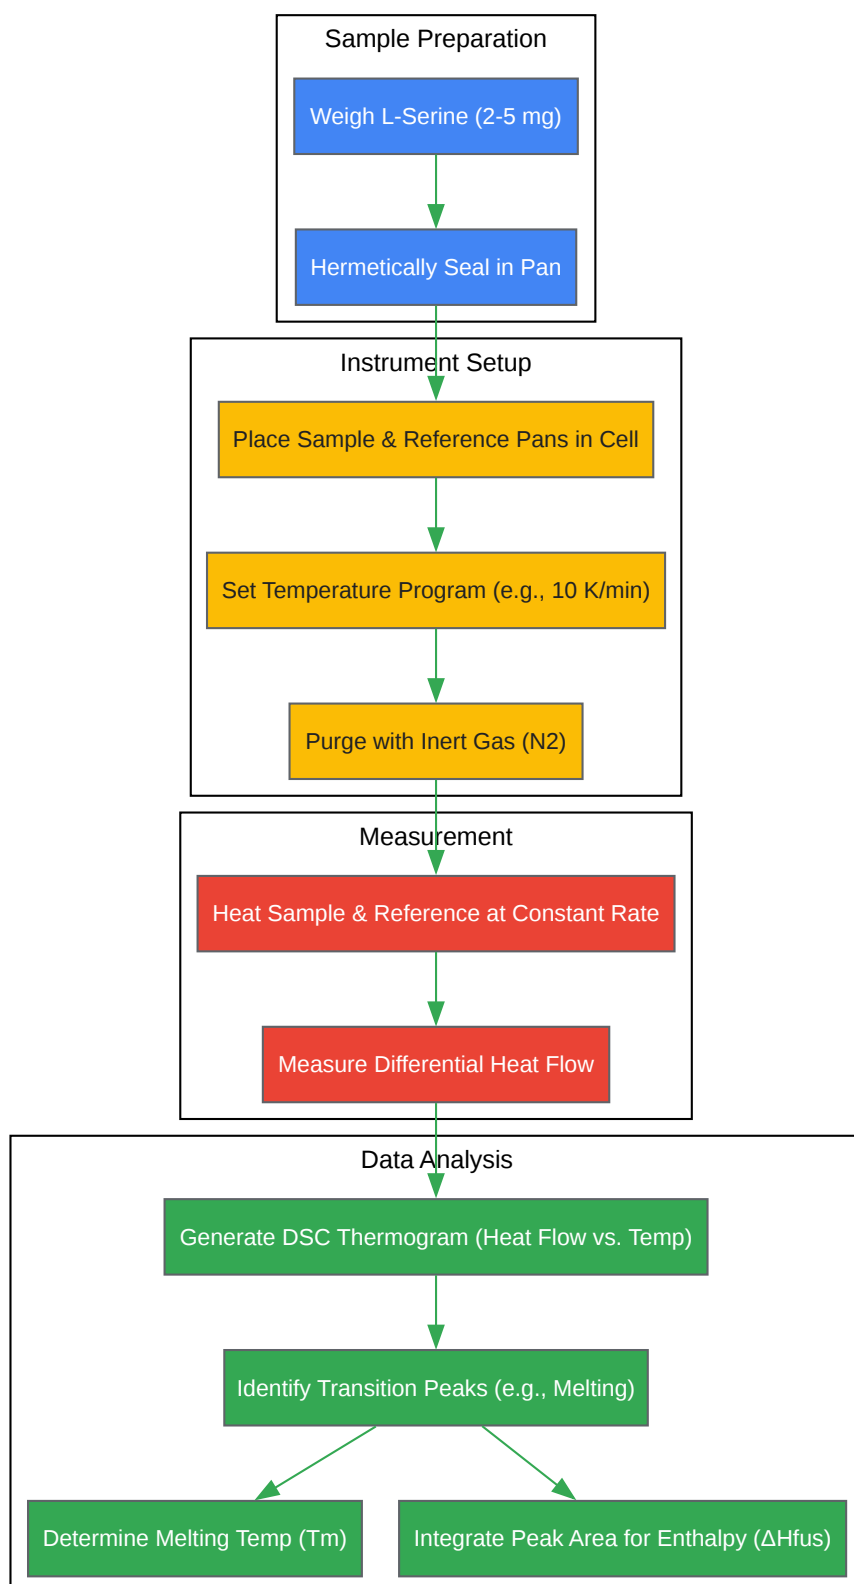 Sample Preparation
Weigh L-Serine (2-5 mg)
Hermetically Seal in Pan
Instrument Setup
Place Sample & Reference Pans in Cell
Set Temperature Program (e.g., 10 K/min)
Purge with Inert Gas (N2)
Measurement
Heat Sample & Reference at Constant Rate
Measure Differential Heat Flow
Data Analysis
Generate DSC Thermogram (Heat Flow vs. Temp)
Identify Transition Peaks (e.g., Melting)
Determine Melting Temp (Tm)
Integrate Peak Area for Enthalpy (ΔHfus)